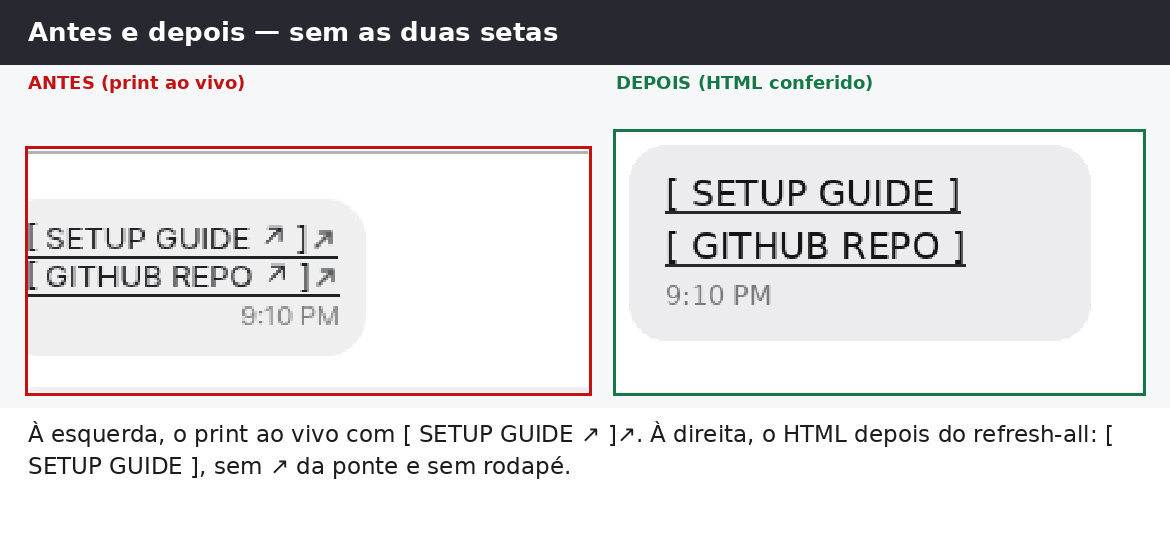 Antes e depois — sem as duas setas
ANTES (print ao vivo)
DEPOIS (HTML conferido)
[ SETUP GUIDE ↗ ]↗
[ GITHUB REPO ↗ ]↗
9:10 PM
[ SETUP GUIDE ]
[ GITHUB REPO ]
9:10 PM
À esquerda, o print ao vivo com [ SETUP GUIDE ↗ ]↗. À direita, o HTML depois do refresh-all: [
SETUP GUIDE ], sem ↗ da ponte e sem rodapé.